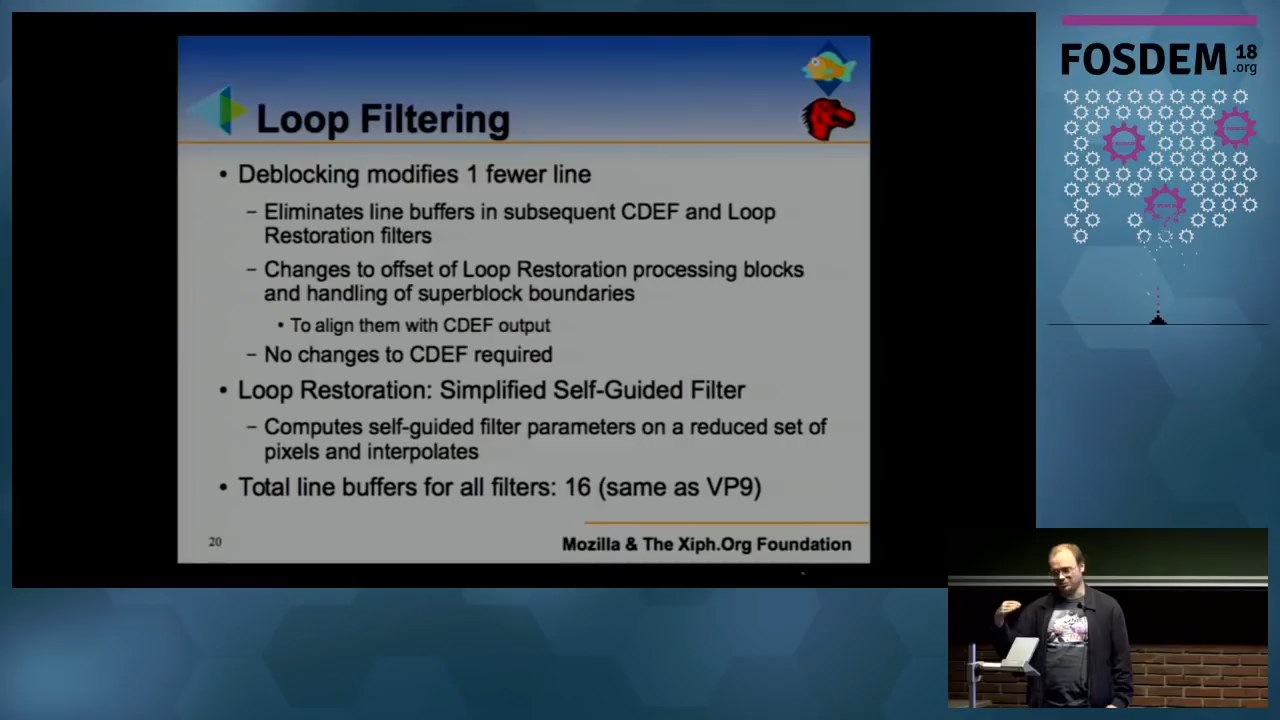 FOSDEM 18
.org
Loop Filtering
• Deblocking modifies 1 fewer line
– Eliminates line buffers in subsequent CDEF and Loop
Restoration filters
– Changes to offset of Loop Restoration processing blocks
and handling of superblock boundaries
• To align them with CDEF output
– No changes to CDEF required
• Loop Restoration: Simplified Self-Guided Filter
– Computes self-guided filter parameters on a reduced set of
pixels and interpolates
• Total line buffers for all filters: 16 (same as VP9)
20
Mozilla & The Xiph.Org Foundation